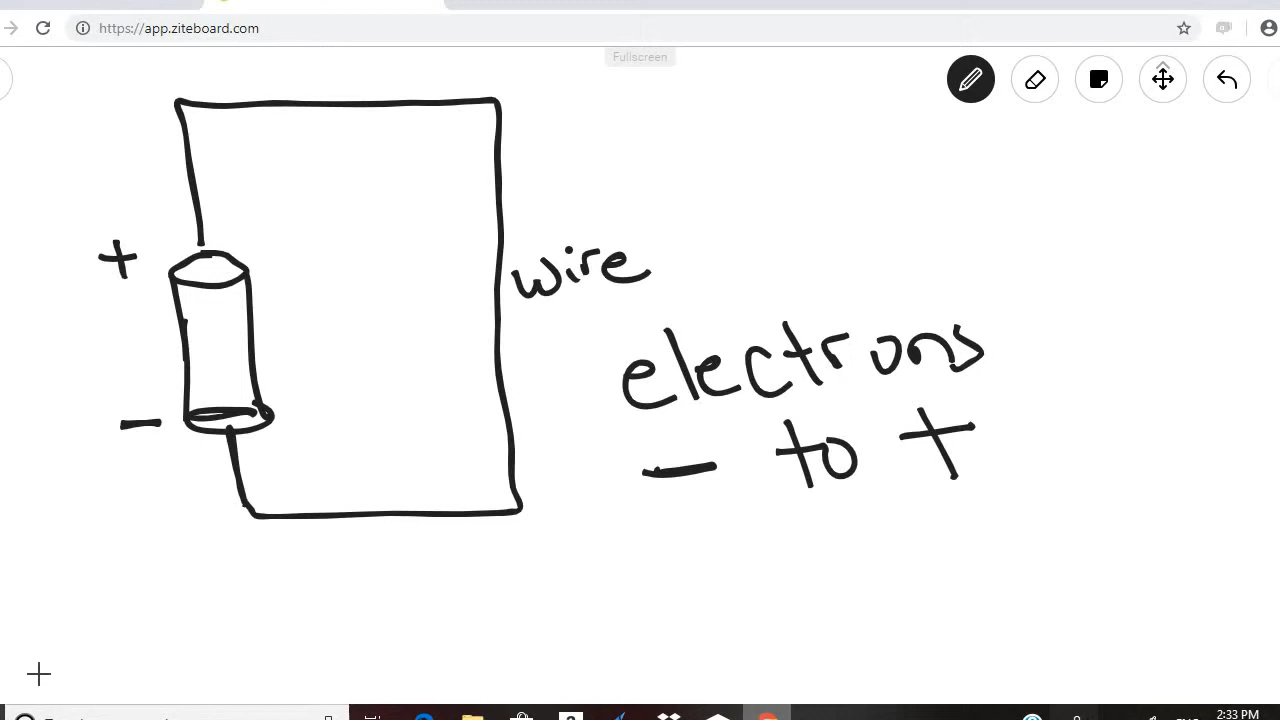 https://app.ziteboard.com
Fullscreen
+
wire
electrons
-
- to +
2:33 PM